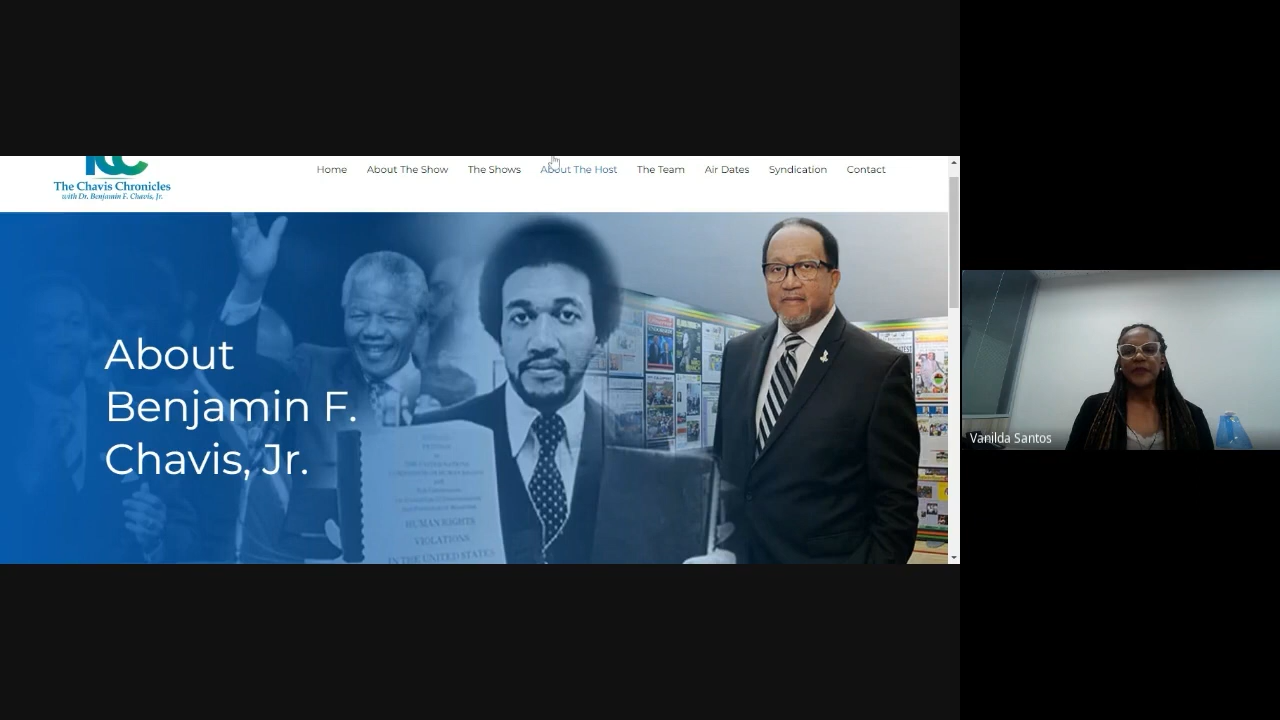 The Chavis Chronicles
with Dr. Benjamin F. Chavis, Jr.
Home About The Show The Shows About The Host The Team Air Dates Syndication Contact
About
Benjamin F.
Chavis, Jr.
HUMAN RIGHTS
VIOLATIONS
IN THE UNITED STATES
Vanilda Santos